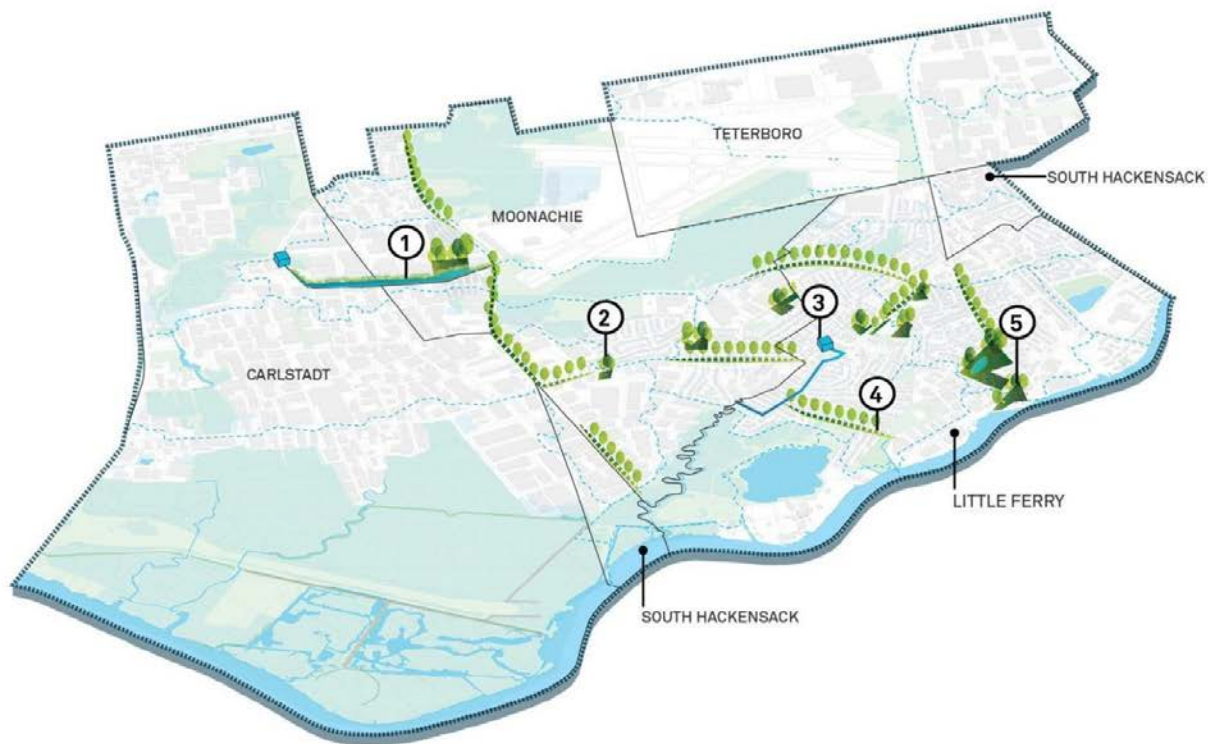 TETERBORO
SOUTH HACKENSACK
MOONACHIE
1
2
3
5
CARLSTADT
4
LITTLE FERRY
SOUTH HACKENSACK